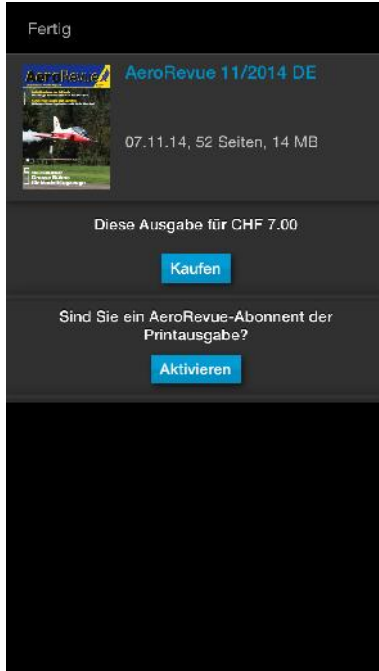 Fertig
AeroRevue
AeroRevue 11/2014 DE
07.11.14, 52 Seiten, 14 MB
Diese Ausgabe für CHF 7.00
Kaufen
Sind Sie ein AeroRevue-Abonnent der
Printausgabe?
Aktivieren